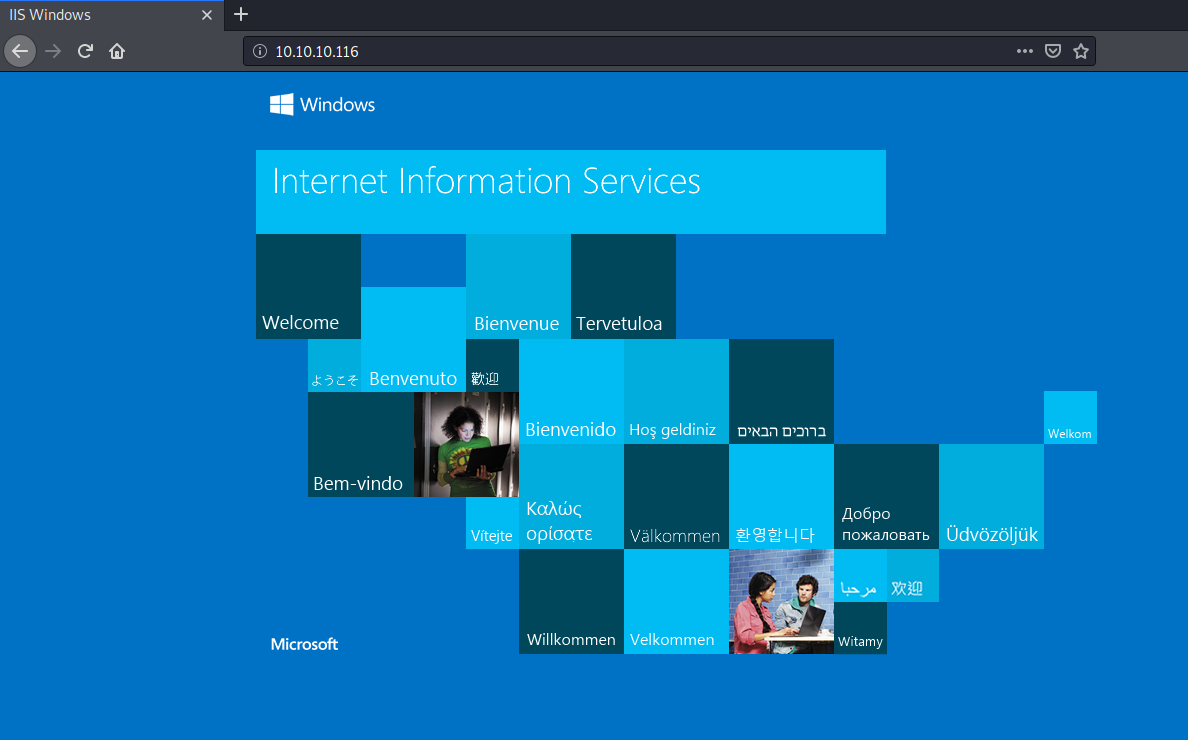 IIS Windows
10.10.10.116
Windows
Internet Information Services
Welcome
Bienvenue
Tervetuloa
ようこそ
Benvenuto
歡迎
Bienvenido
Hoş geldiniz
ברוכים הבאים
Welkom
Bem-vindo
Vítejte
Καλώς
ορίσατε
Välkommen
환영합니다
Добро
пожаловать
Üdvözöljük
Willkommen
Velkommen
مرحبا
欢迎
Witamy
Microsoft